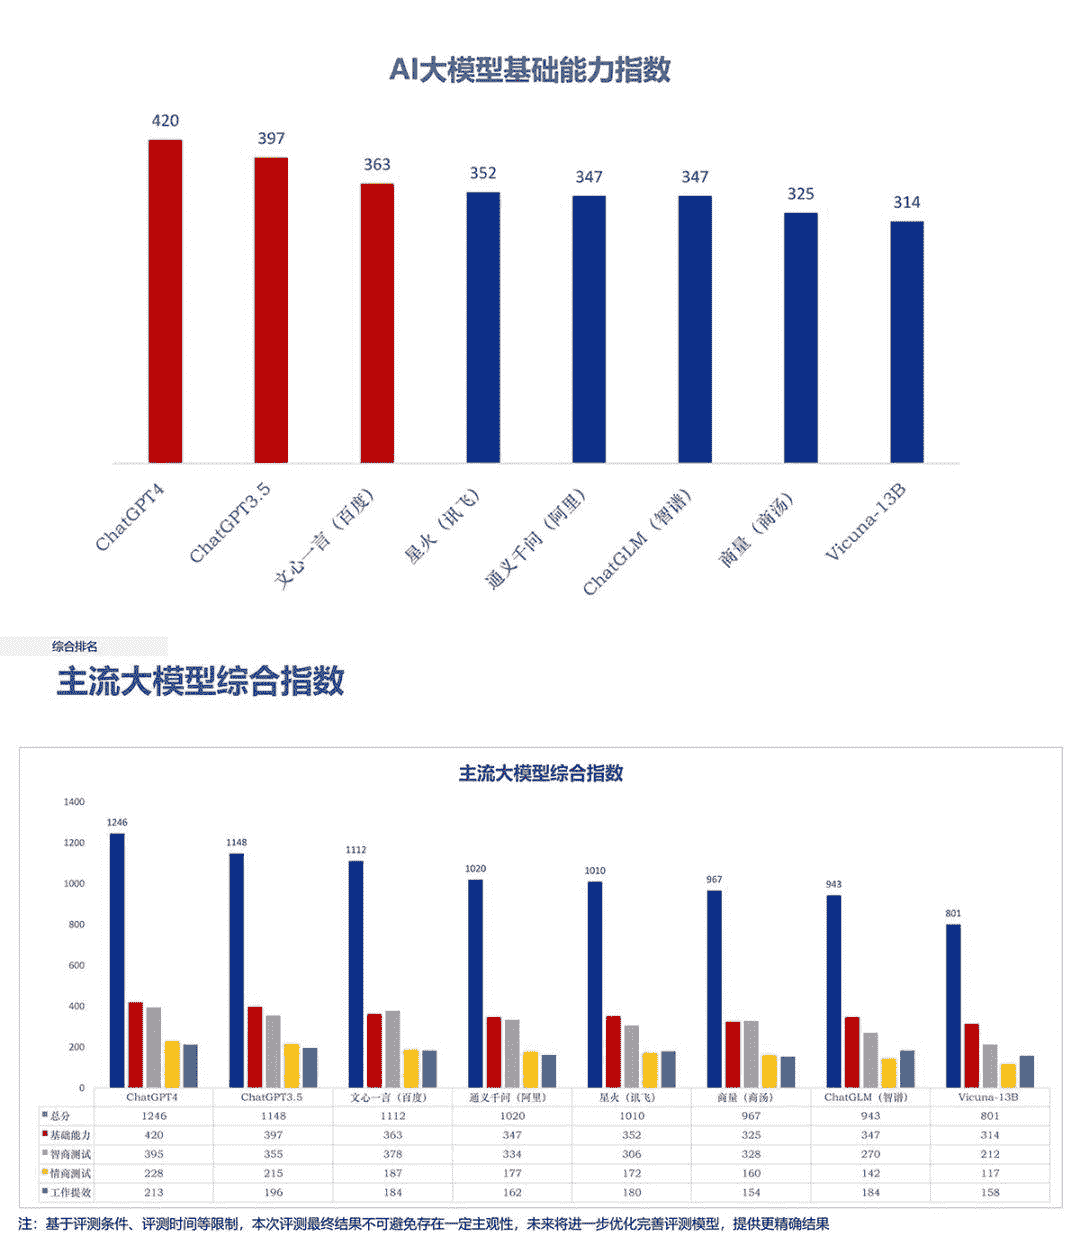 AI大模型基础能力指数
420
397
363
352
347
347
325
314
ChatGPT4
ChatGPT3.5
文心一言（百度）
星火（讯飞）
通义千问（阿里）
ChatGLM（智谱）
商量（商汤）
Vicuna-13B
综合排名
主流大模型综合指数
主流大模型综合指数
1400
1200
1000
800
600
400
200
0
1246
1148
1112
1020
1010
967
943
801
ChatGPT4 ChatGPT3.5 文心一言（百度） 通义千问（阿里） 星火（讯飞） 商量（商汤） ChatGLM（智谱） Vicuna-13B
总分 1246 1148 1112 1020 1010 967 943 801
基础能力 420 397 363 347 352 325 347 314
智商测试 395 355 378 334 306 328 270 212
情商测试 228 215 187 177 172 160 142 117
工作提效 213 196 184 162 180 154 184 158
注：基于评测条件、评测时间等限制，本次评测最终结果不可避免存在一定主观性，未来将进一步优化完善评测模型，提供更精确结果